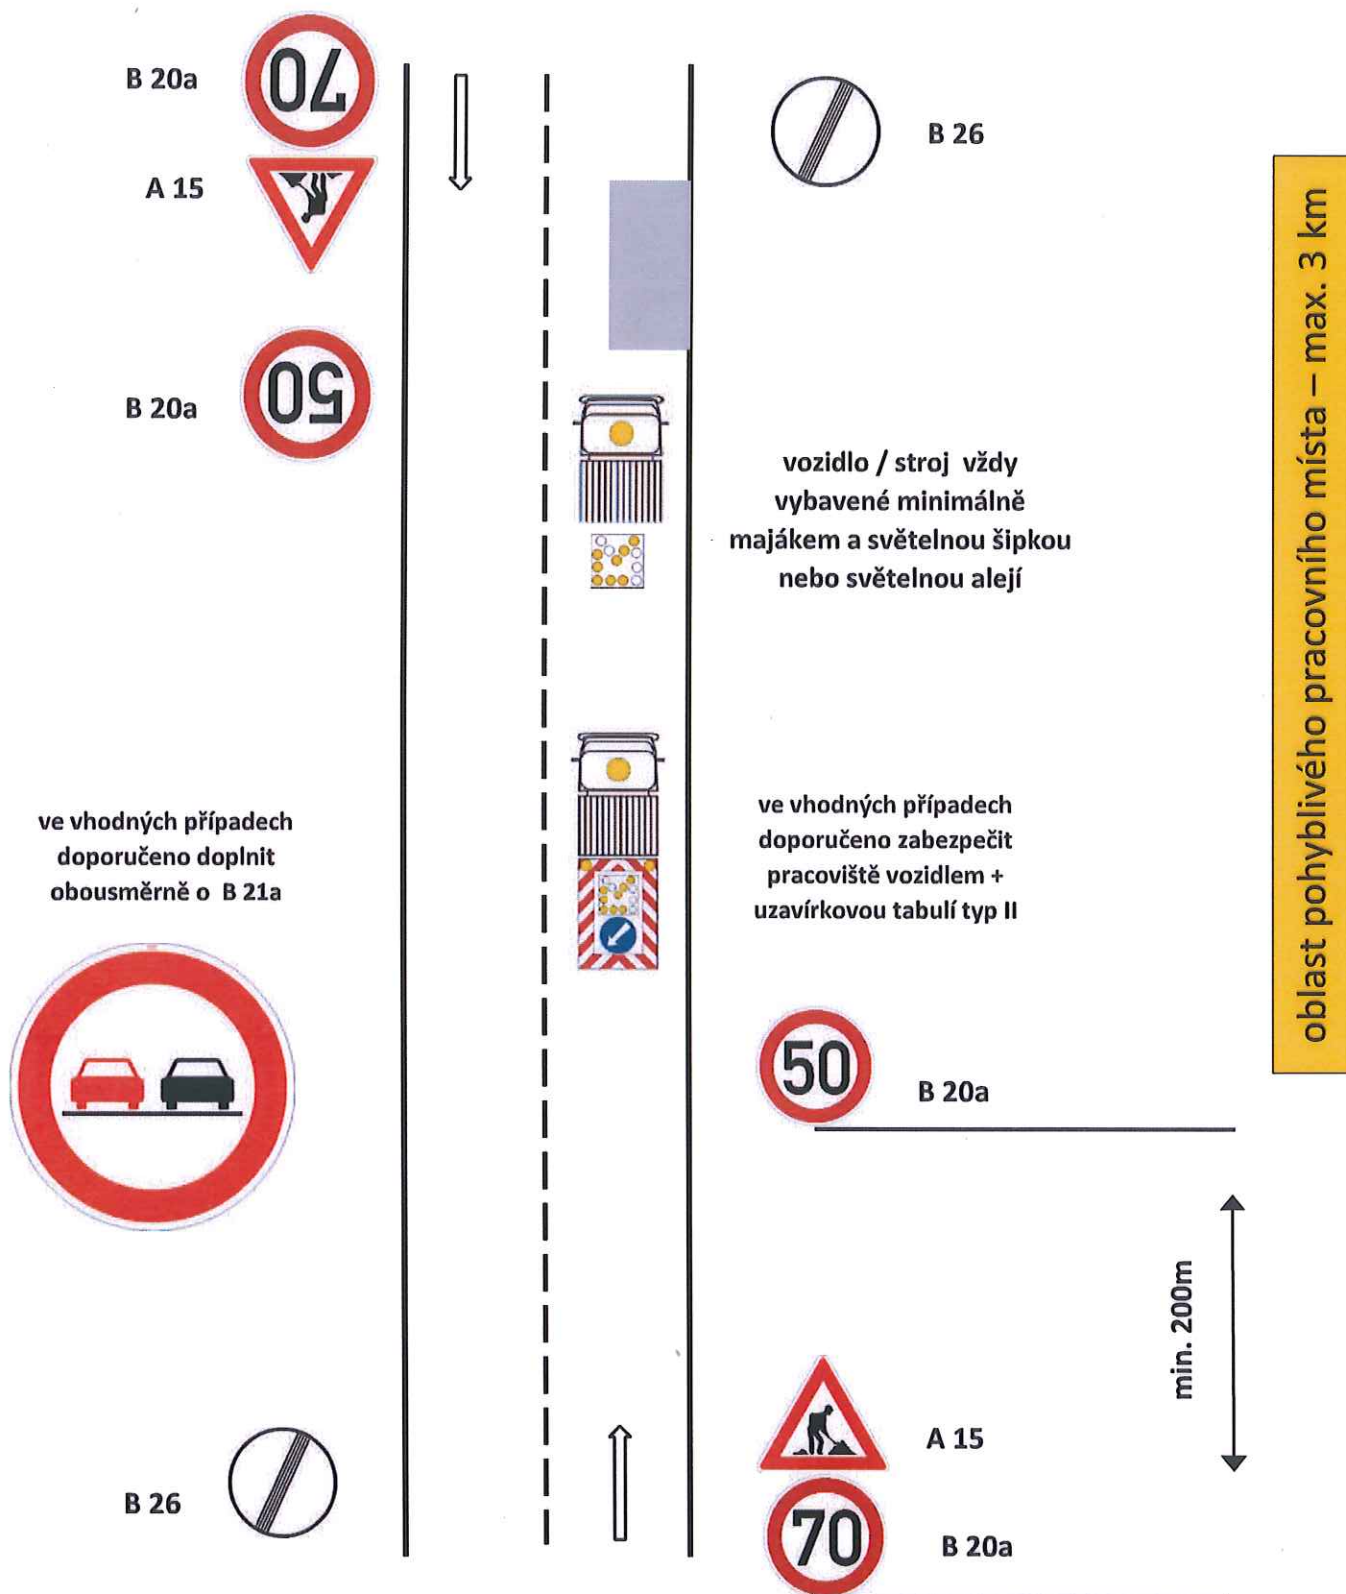 B 20a
70
A 15
B 26
B 20a
50
vozidlo / stroj vždy
vybavené minimálně
majákem a světelnou šipkou
nebo světelnou alejí
oblast pohyblivého pracovního místa – max. 3 km
ve vhodných případech
doporučeno doplnit
obousměrně o B 21a
ve vhodných případech
doporučeno zabezpečit
pracoviště vozidlem +
uzavírkovou tabulí typ II
50
B 20a
min. 200m
A 15
B 26
70
B 20a